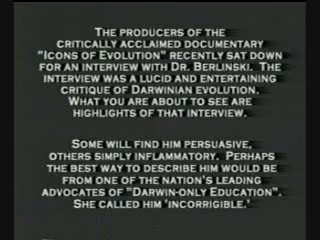 The producers of the
critically acclaimed documentary
"Icons of Evolution" recently sat down
for an interview with Dr. Berlinski. The
interview was a lucid and entertaining
critique of Darwinian evolution.
What you are about to see are
highlights of that interview.
Some will find him persuasive,
others simply inflammatory. Perhaps
the best way to describe him would be
from one of the nation's leading
advocates of "Darwin-only Education".
She called him 'incorrigible.'